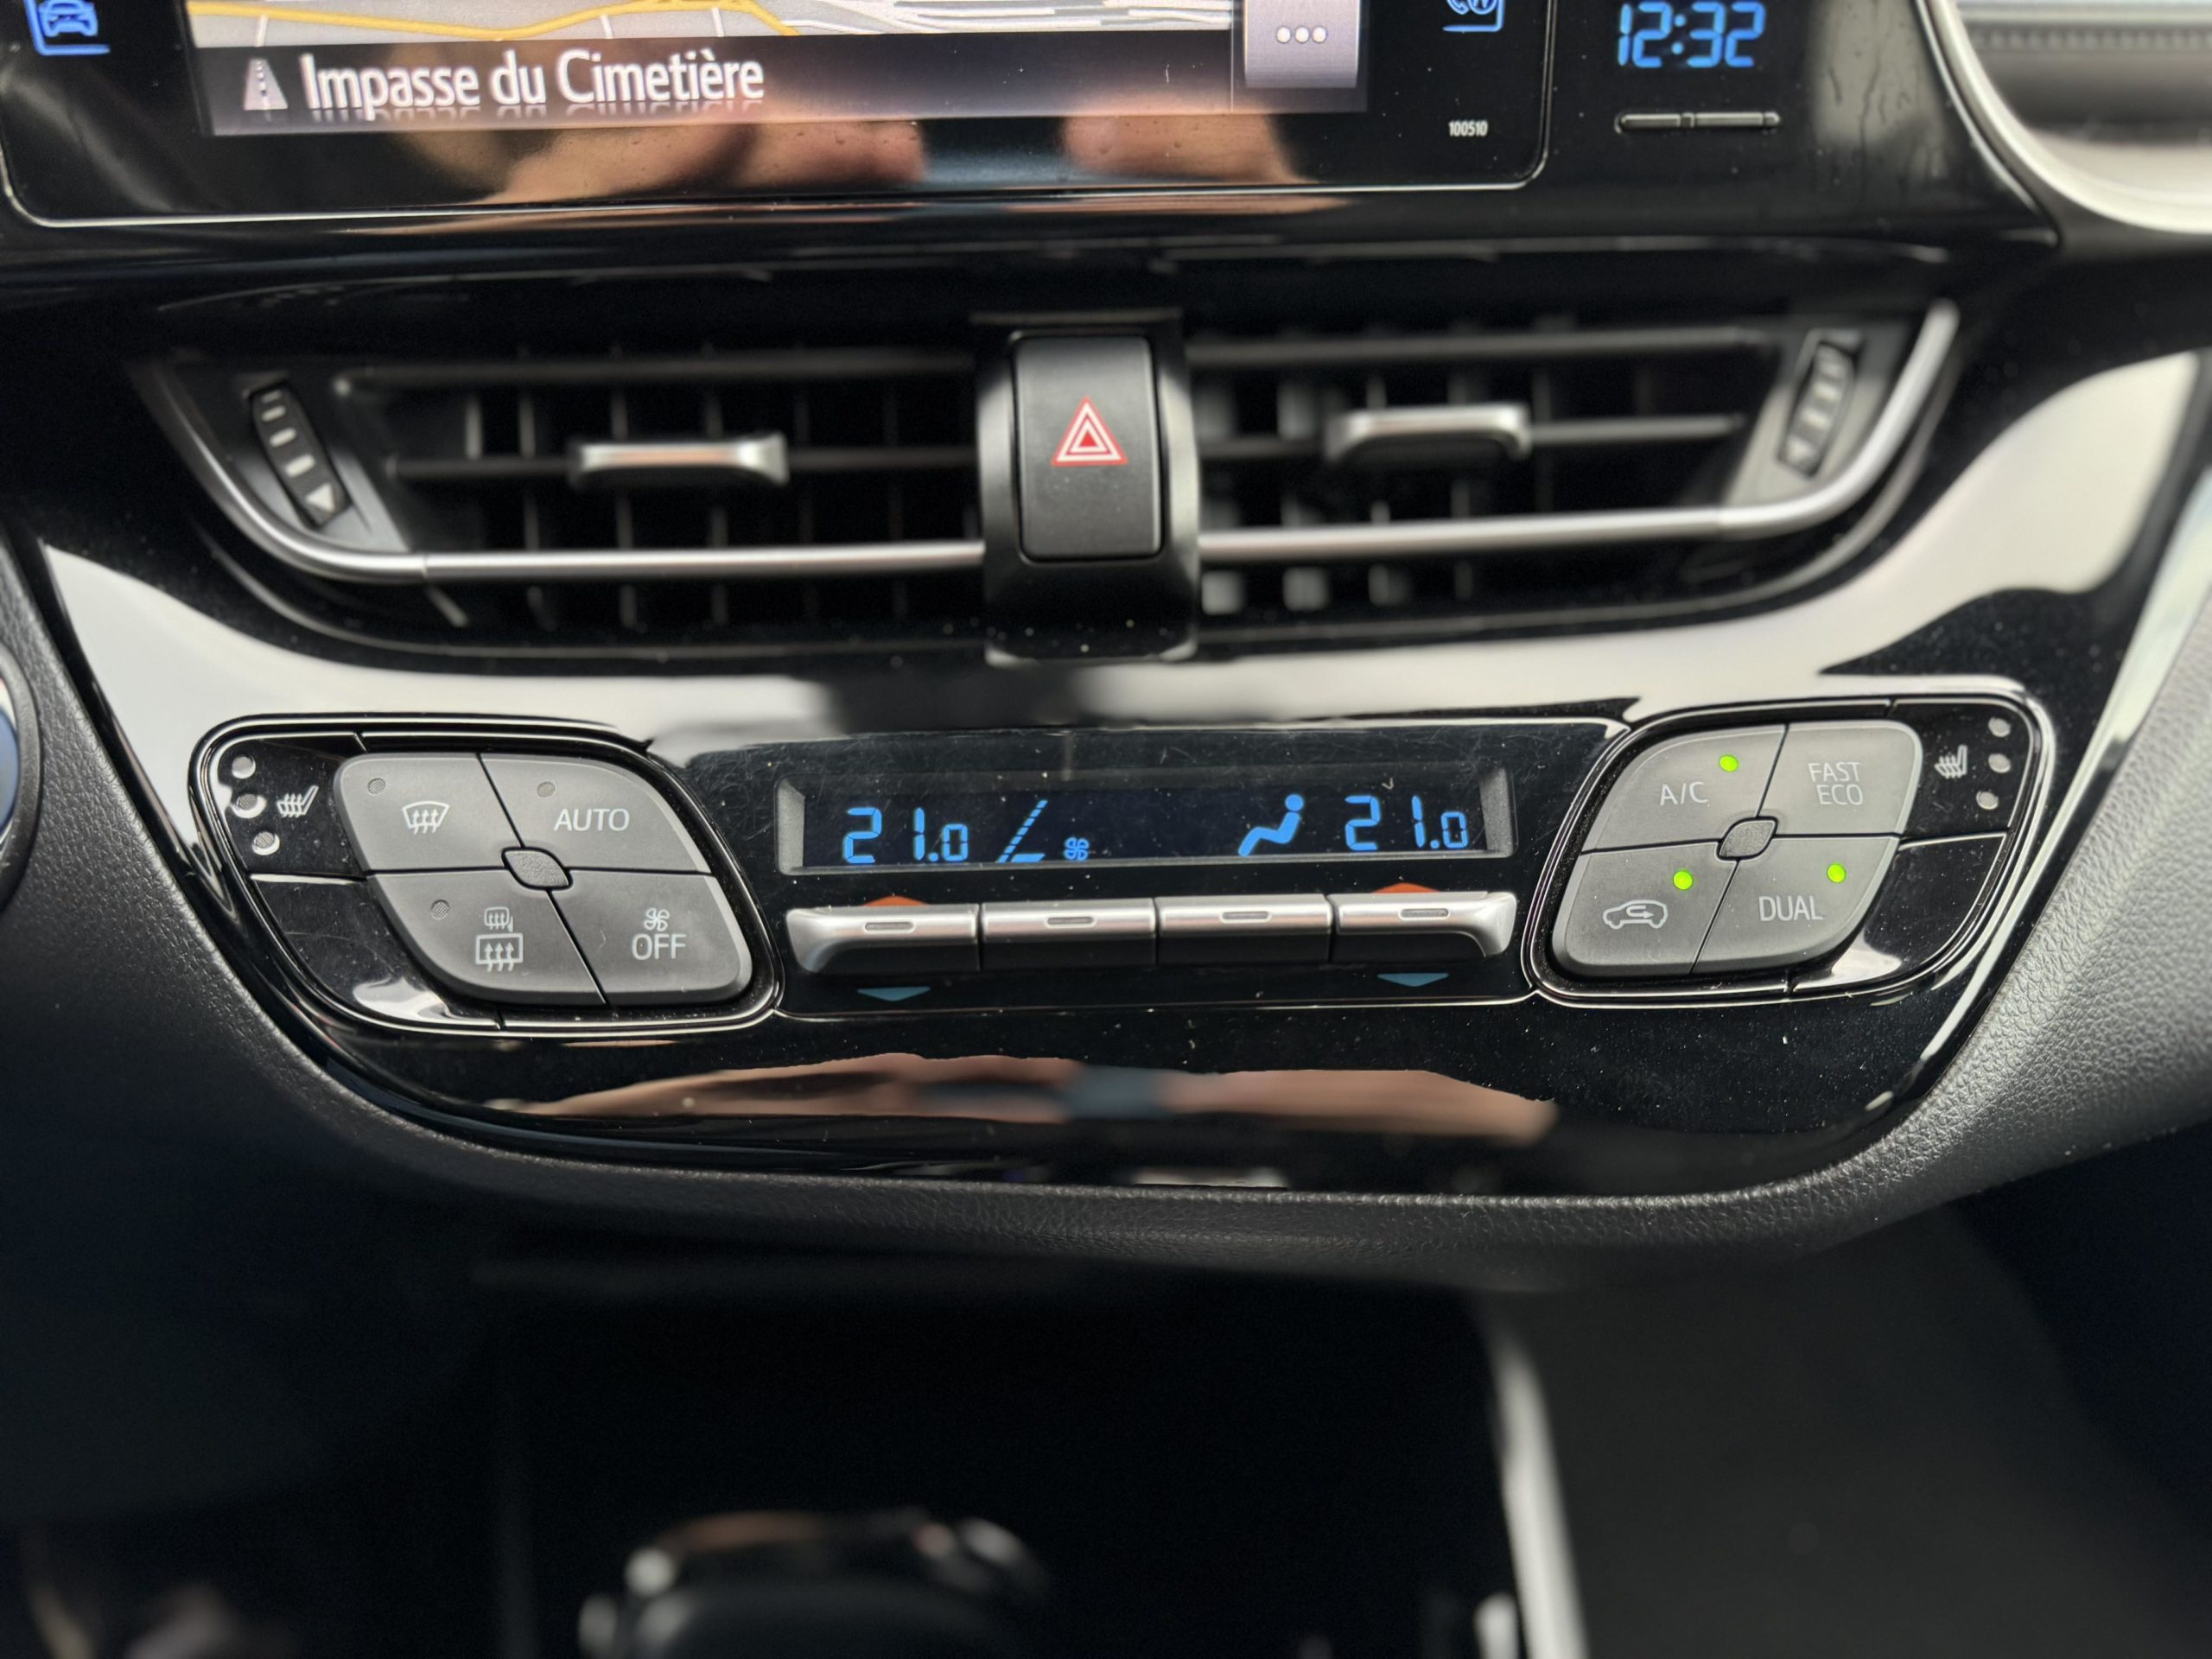 12:32
Impasse du Cimetière
100510
AUTO
OFF
21.0
21.0
A/C
FAST
ECO
DUAL